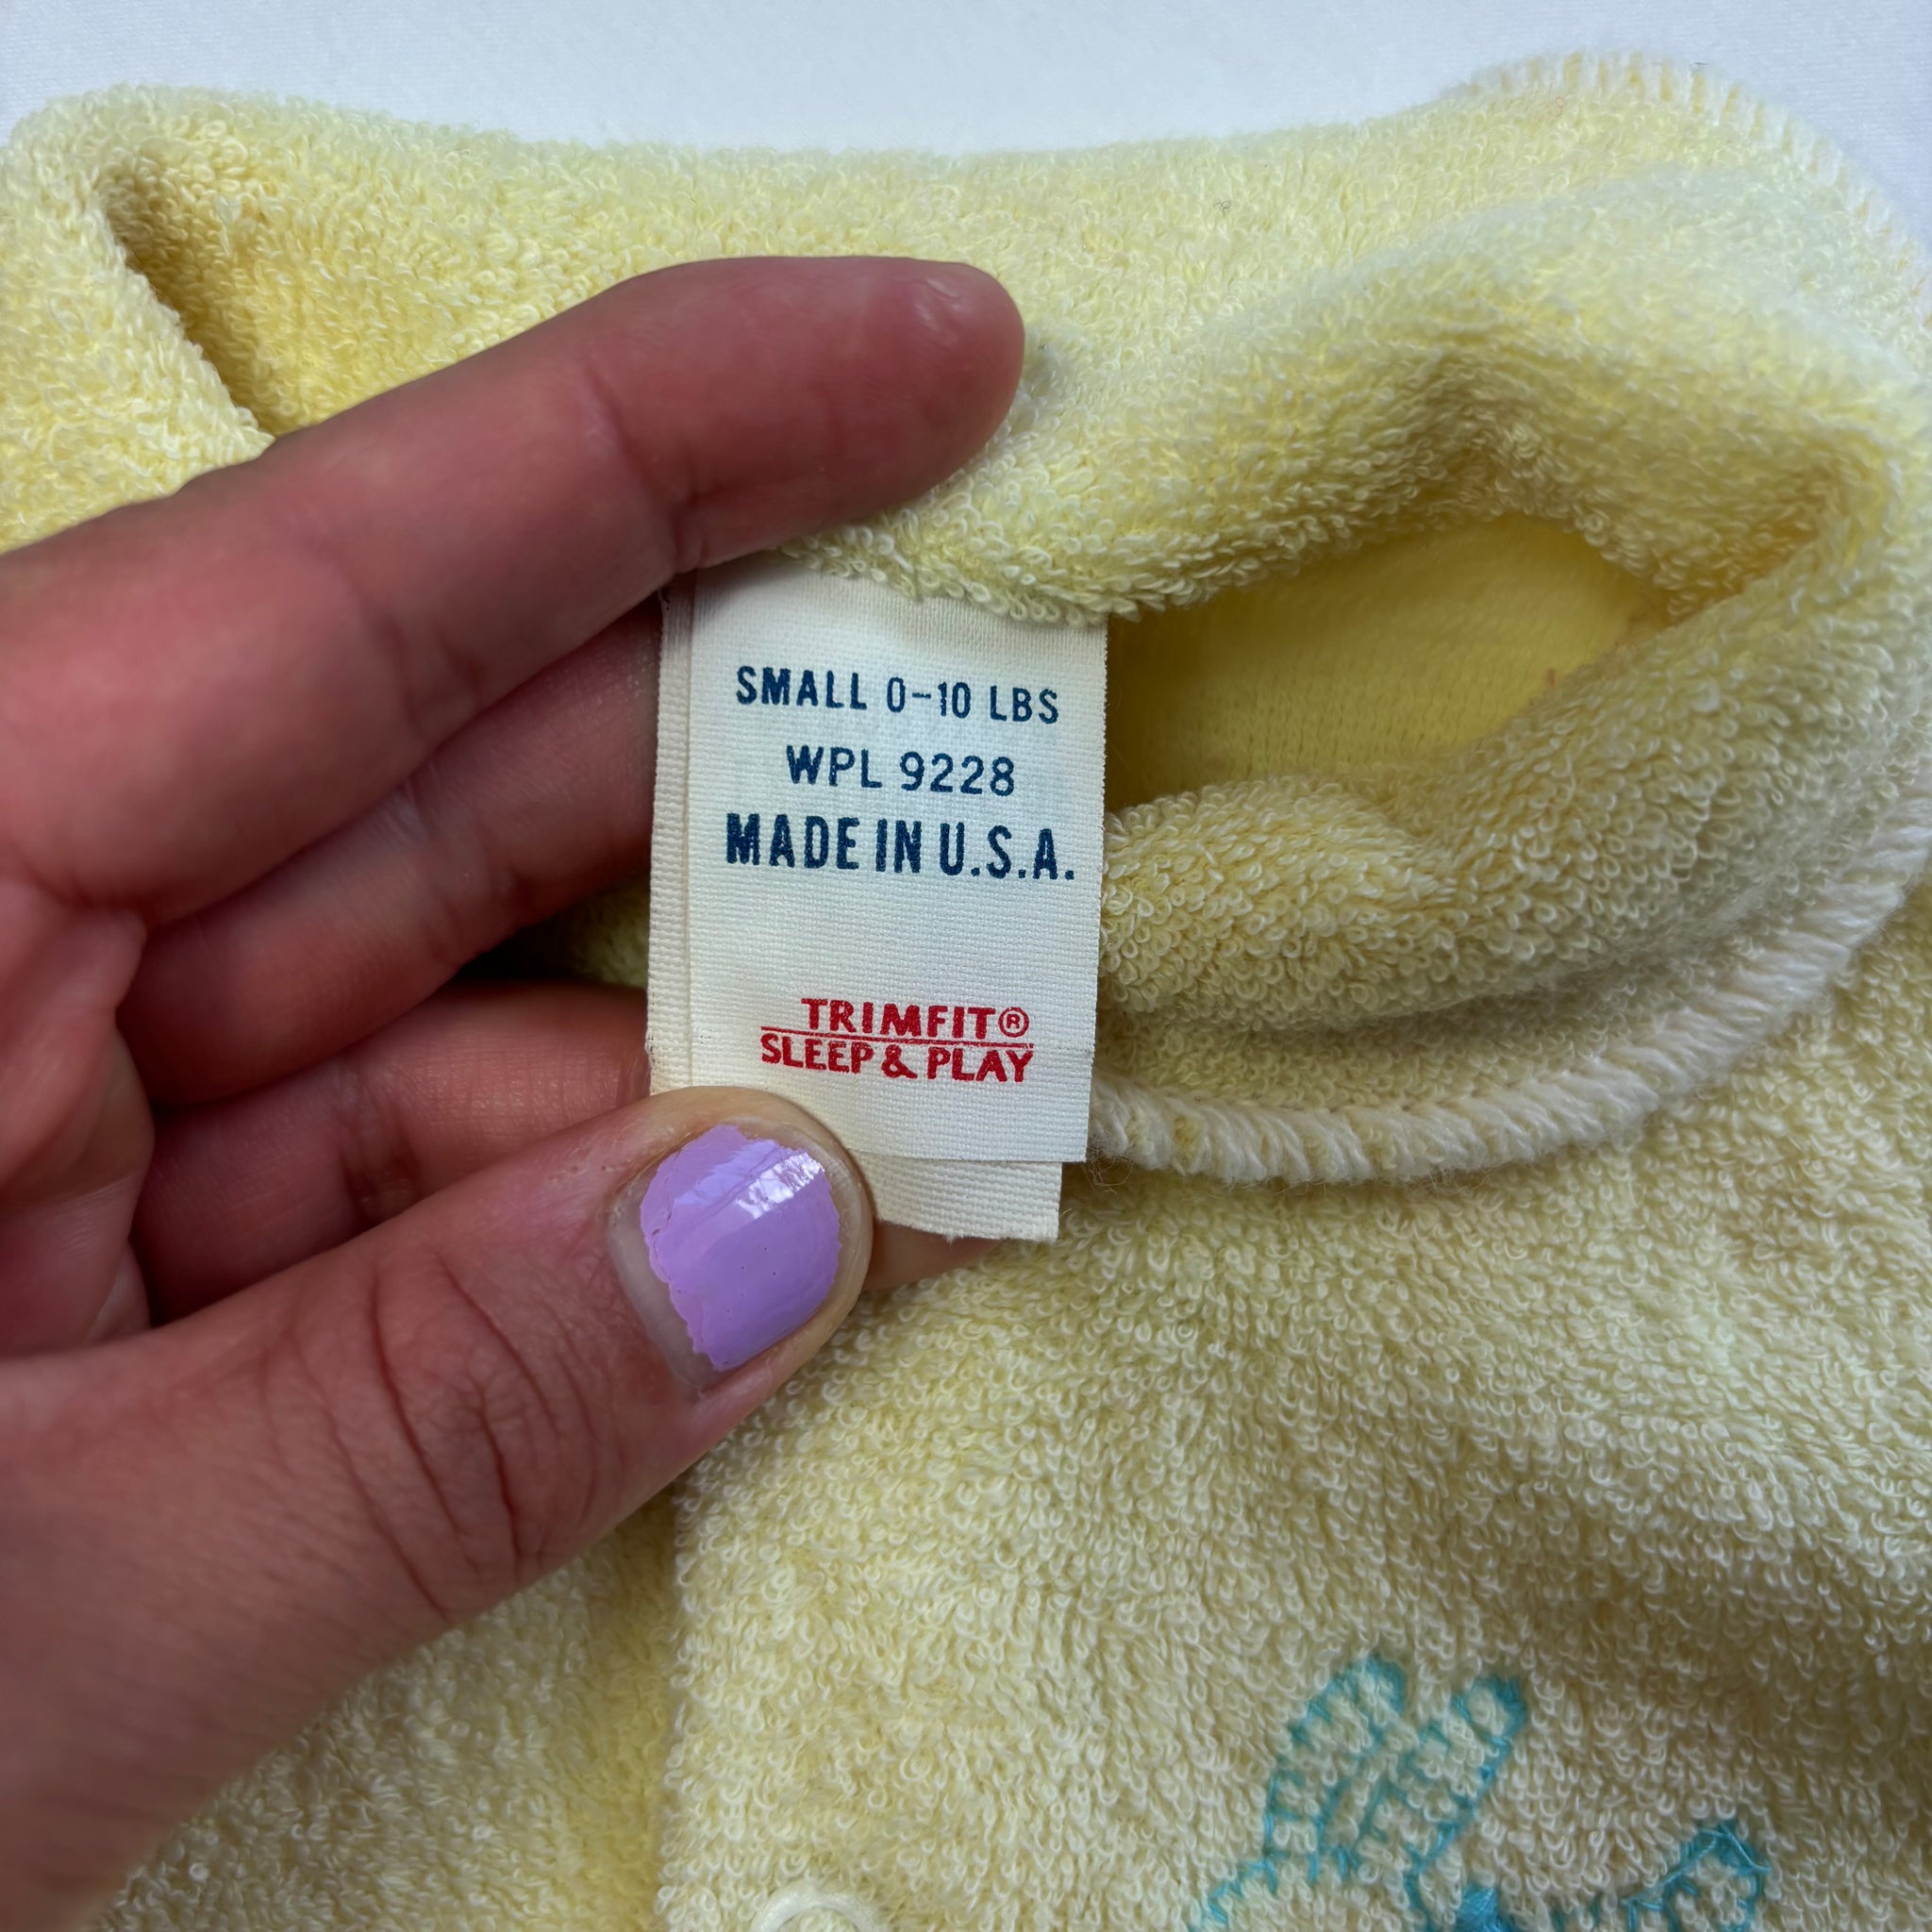 SMALL 0-10 LBS
WPL 9228
MADE IN U.S.A.
TRIMFIT®
SLEEP & PLAY